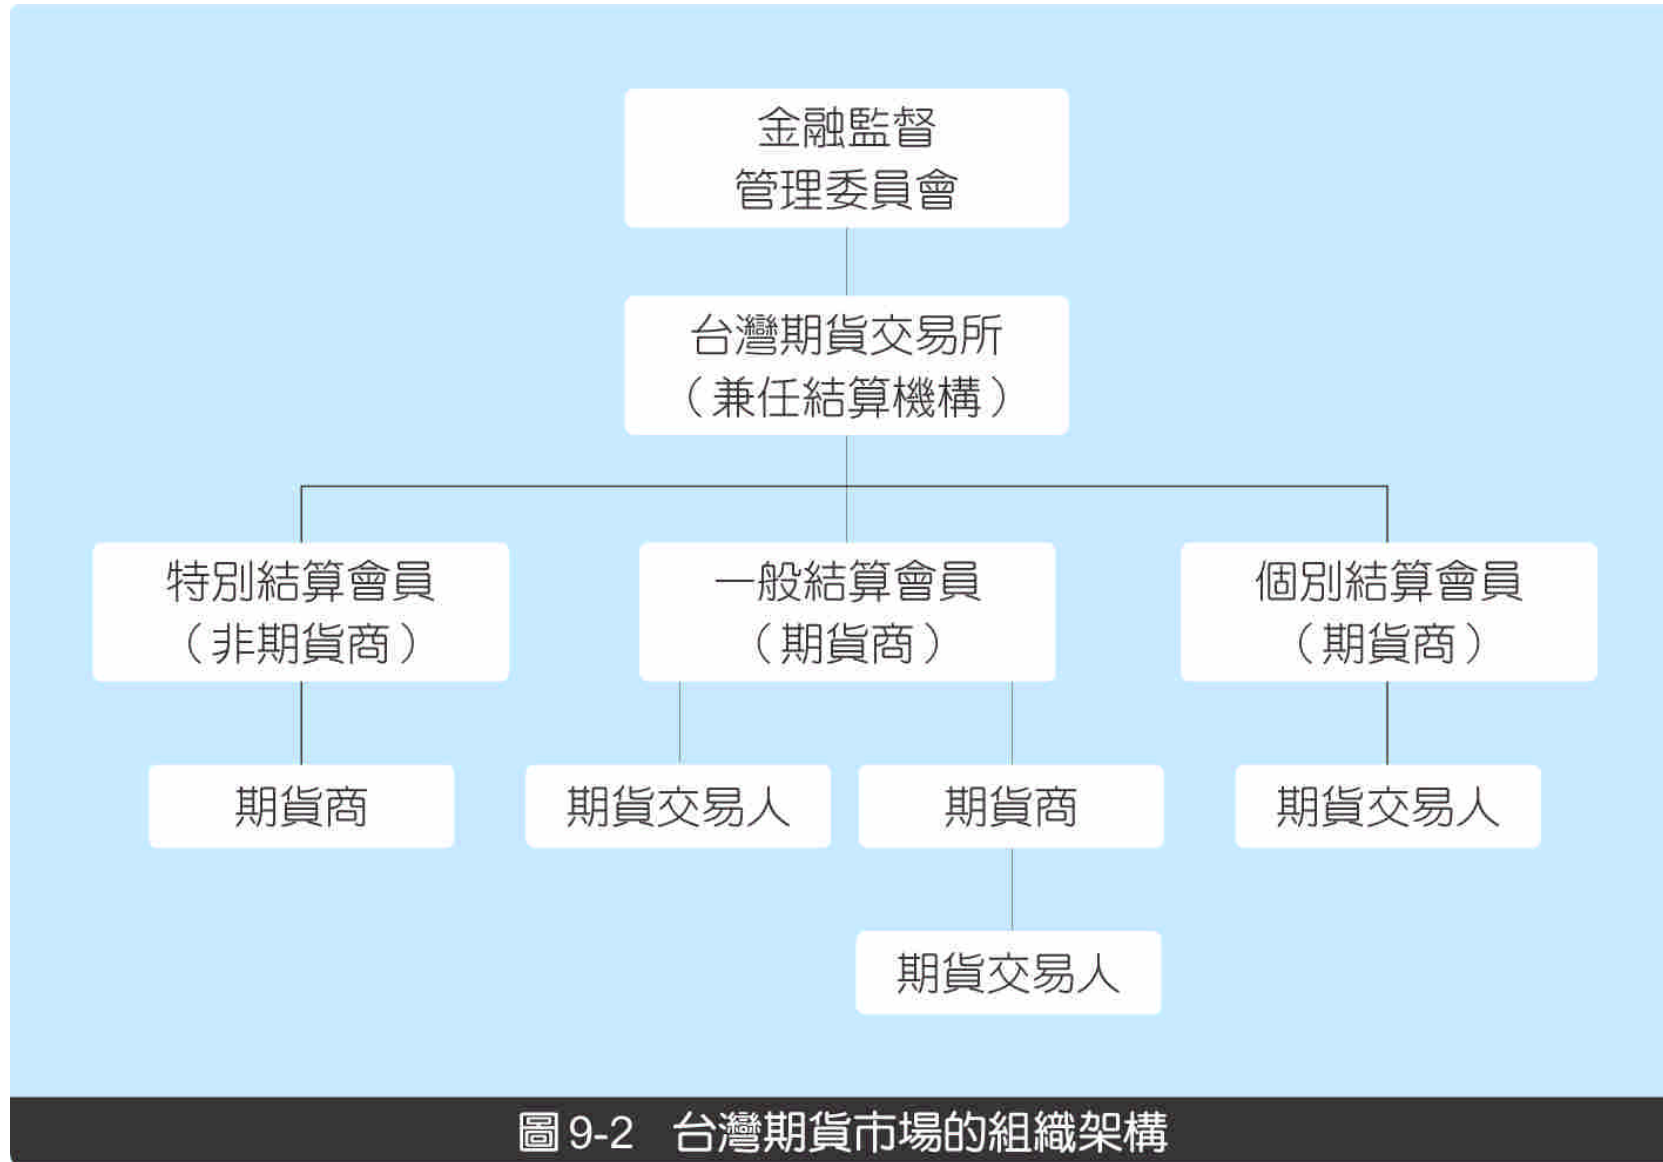 金融監督
管理委員會
台灣期貨交易所
（兼任結算機構）
特別結算會員
（非期貨商）
一般結算會員
（期貨商）
個別結算會員
（期貨商）
期貨商
期貨交易人
期貨商
期貨交易人
期貨交易人
圖9-2 台灣期貨市場的組織架構